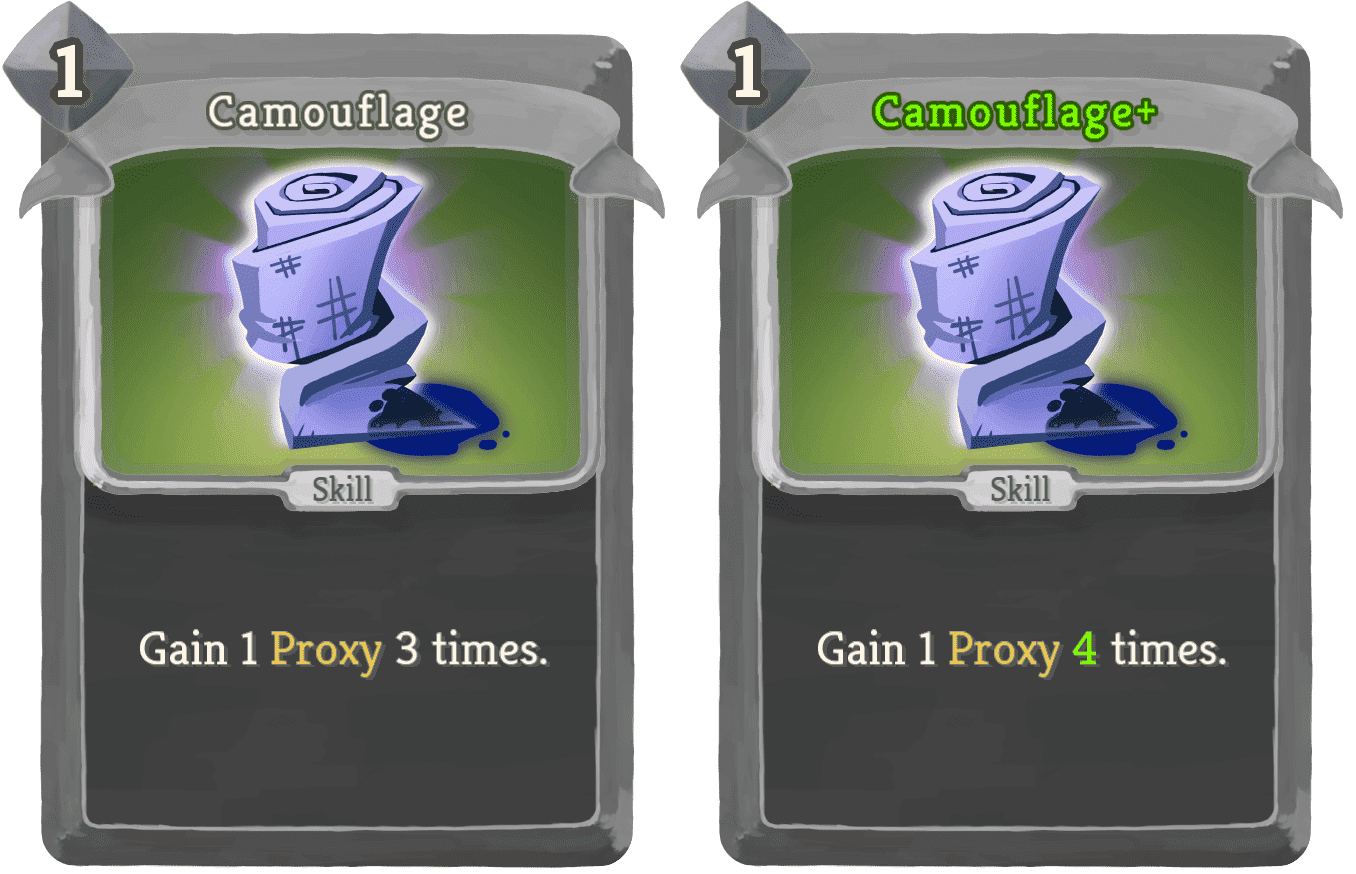 1
Camouflage
Skill
Gain 1 Proxy 3 times.
1
Camouflage+
Skill
Gain 1 Proxy 4 times.